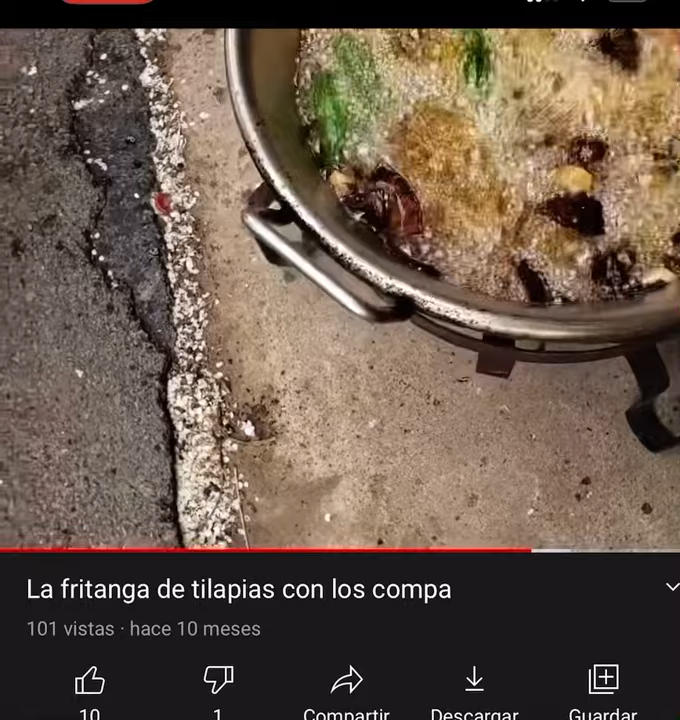 La fritanga de tilapias con los compa
101 vistas · hace 10 meses
10
1
Compartir
Descargar
Guardar